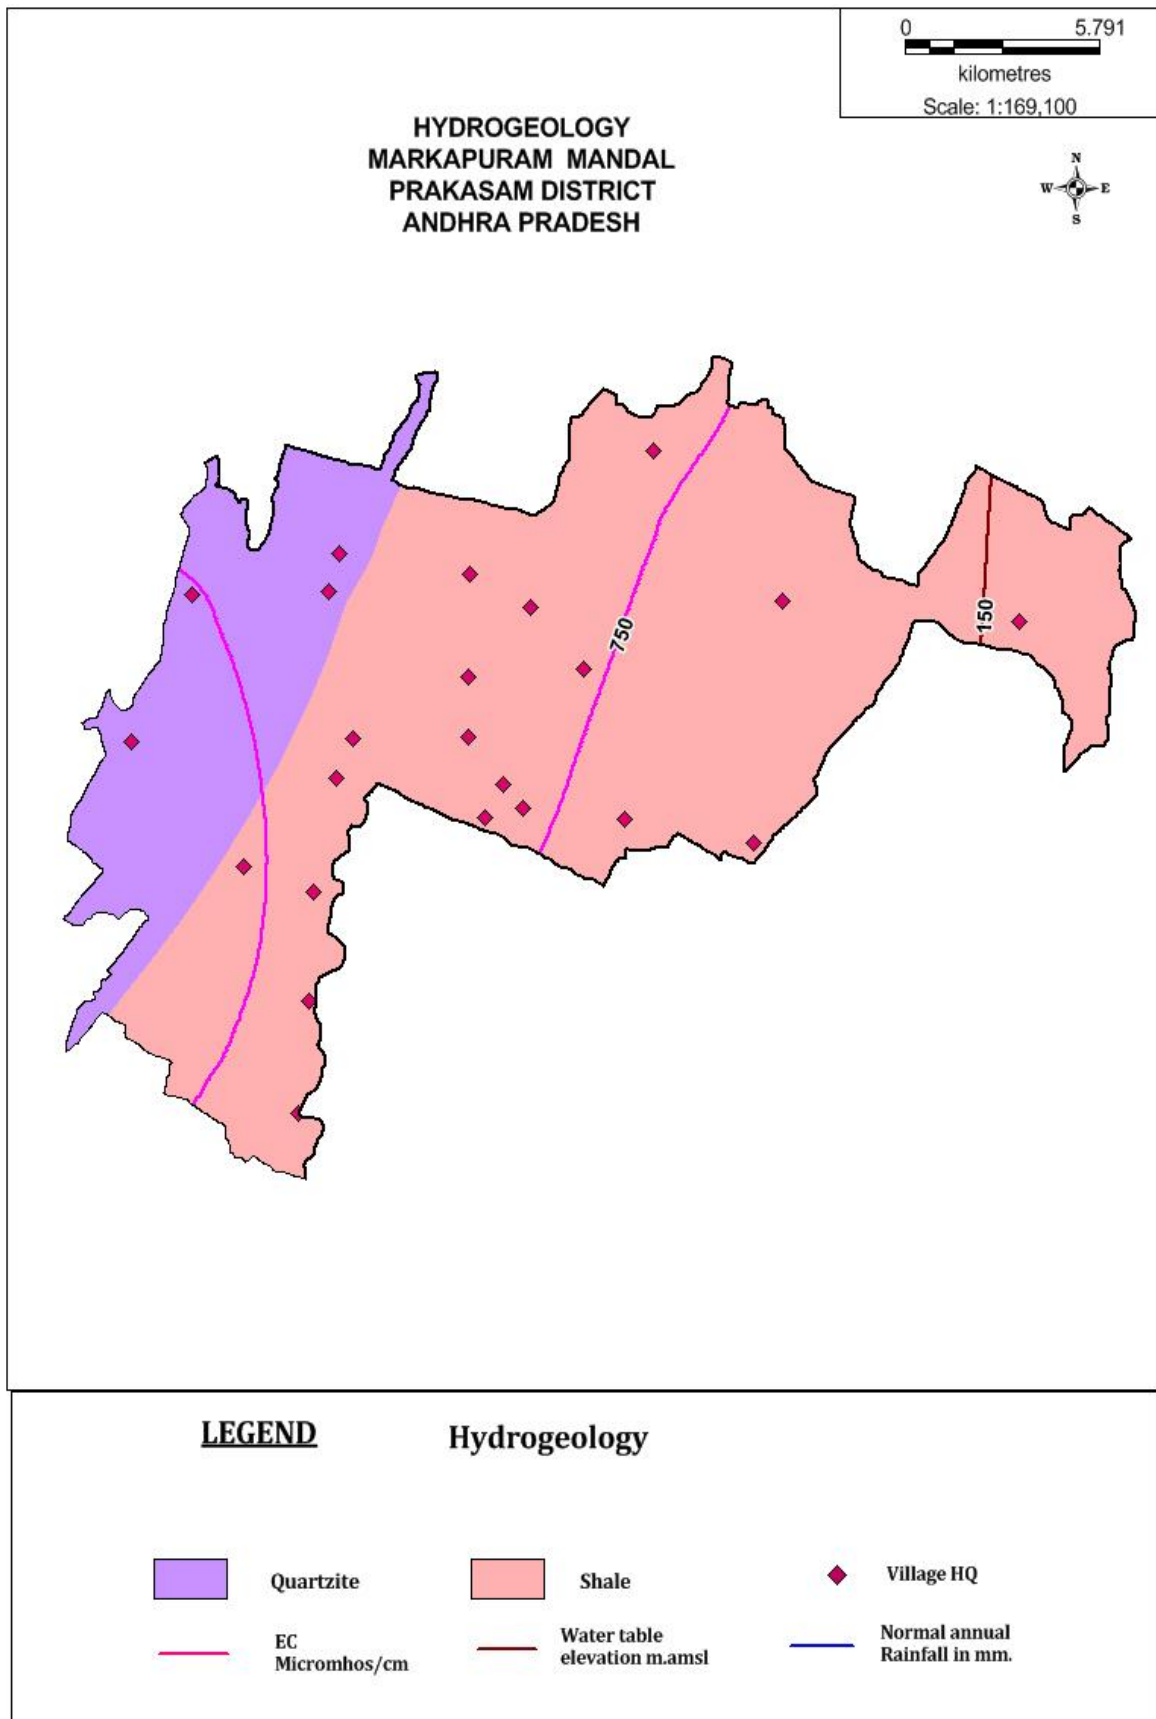 0 5.791
kilometres
Scale: 1:169,100
HYDROGEOLOGY
MARKAPURAM MANDAL
PRAKASAM DISTRICT
ANDHRA PRADESH
N
W E
S
750
150
LEGEND
Hydrogeology
Quartzite
Shale
Village HQ
EC
Micromhos/cm
Water table
elevation m.amsl
Normal annual
Rainfall in mm.